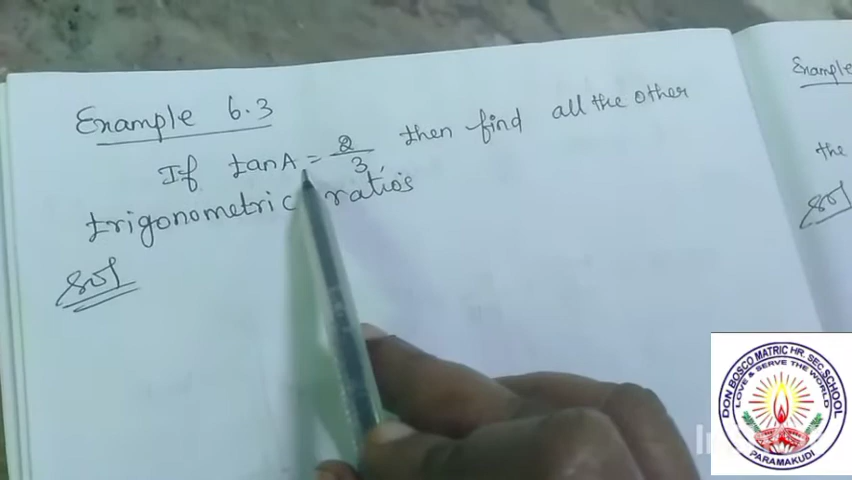 Example 6.3
If tanA = 2/3, then find all the other
trigonometric ratio's
Sol
Example
the
Sol
DON BOSCO MATRIC HR. SEC. SCHOOL
LOVE & SERVE THE WORLD
PARAMAKUDI